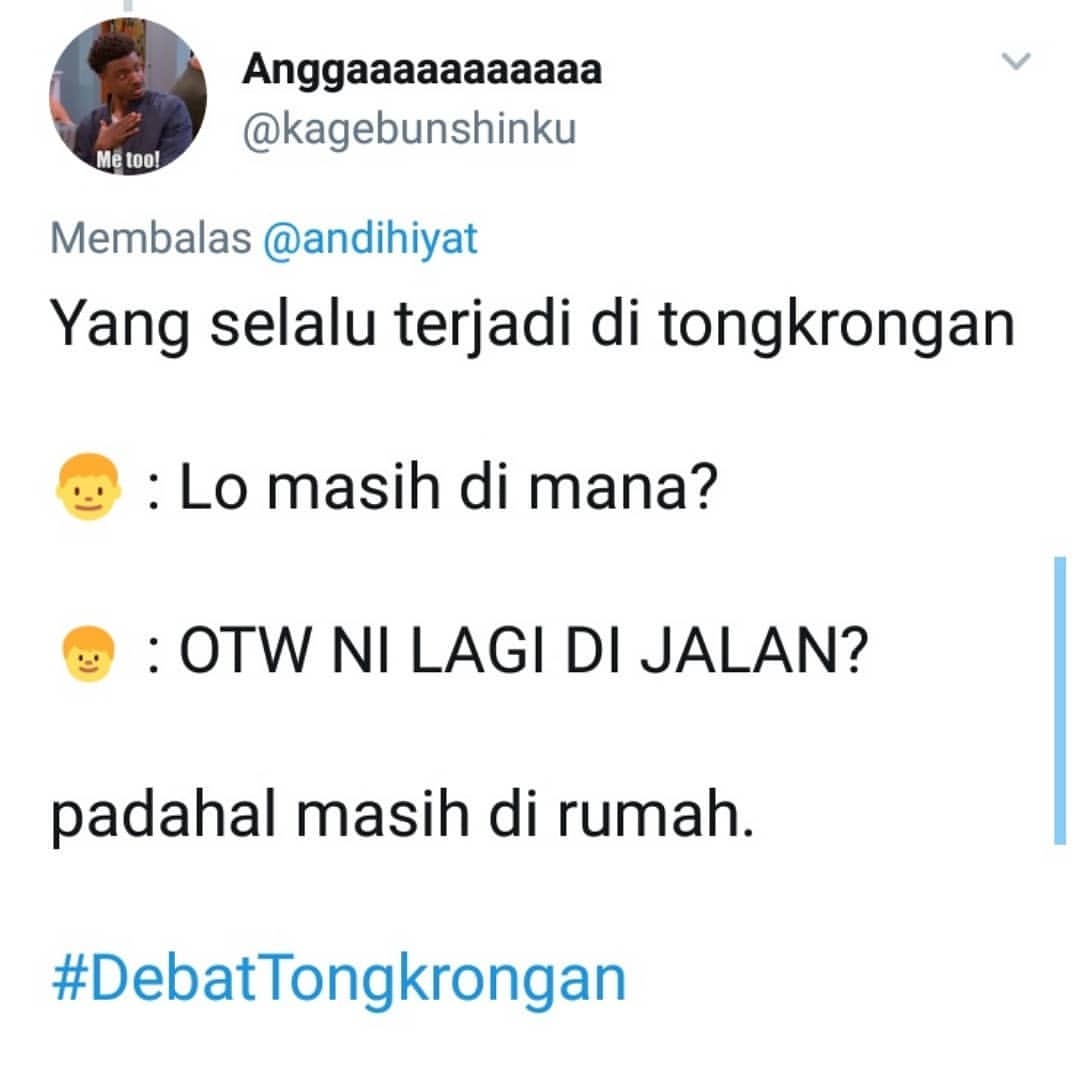 Anggaaaaaaaaaaa
@kagebunshinku
Me too!
Membalas @andihiyat
Yang selalu terjadi di tongkrongan
👦 : Lo masih di mana?
👦 : OTW NI LAGI DI JALAN?
padahal masih di rumah.
#DebatTongkrongan